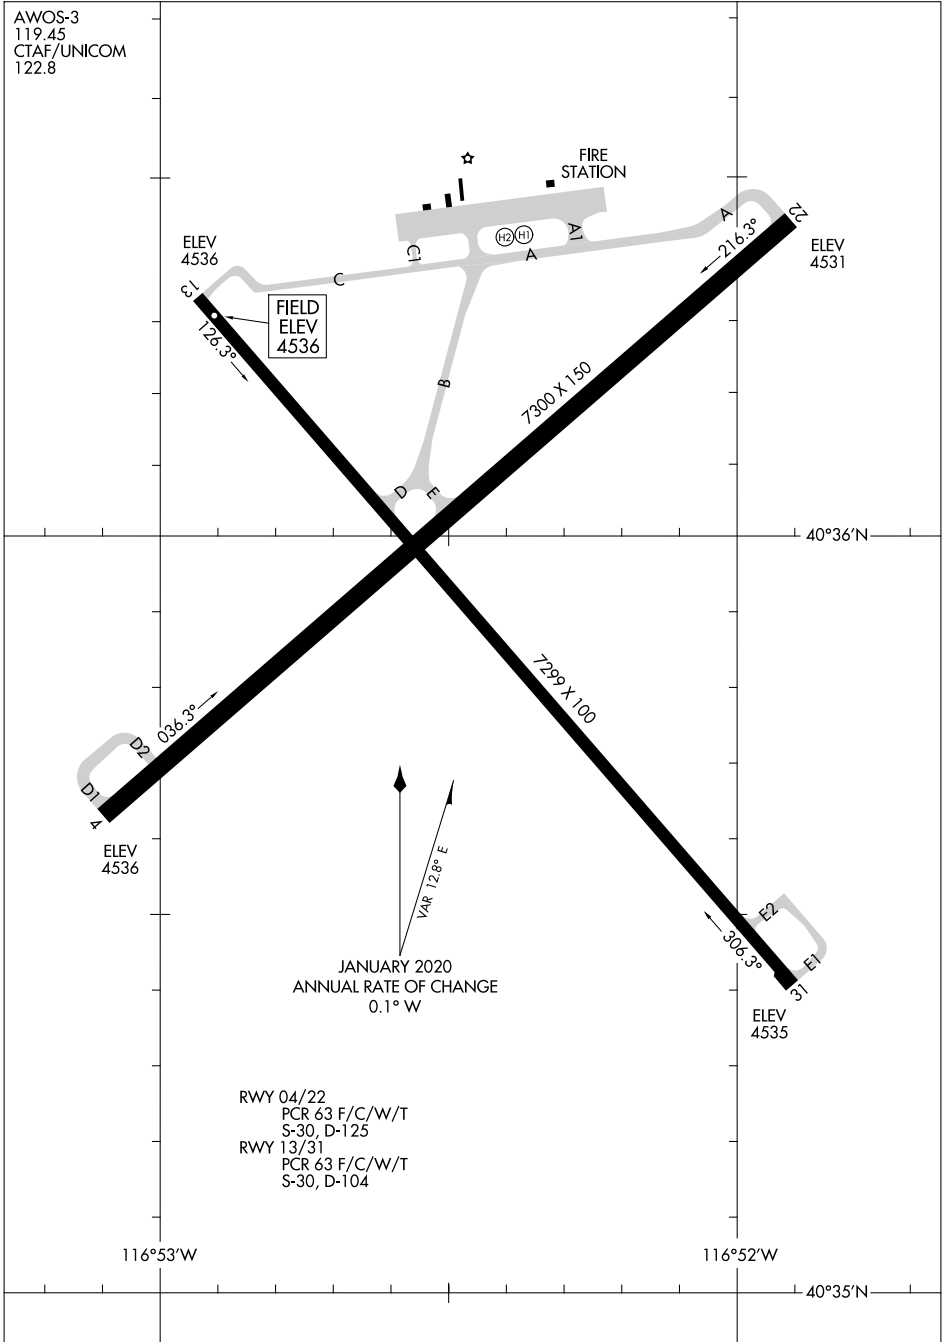 AWOS-3
119.45
CTAF/UNICOM
122.8
FIRE
STATION
A
22
ELEV
4536
C1
H2
H1
A1
A
216.3°
ELEV
4531
C
13
FIELD
ELEV
4536
126.3°
B
7300 X 150
D
E
40°36'N
7299 X 100
036.3°
D2
D1
4
ELEV
4536
VAR 12.8° E
E2
306.3°
E1
31
JANUARY 2020
ANNUAL RATE OF CHANGE
0.1° W
ELEV
4535
RWY 04/22
PCR 63 F/C/W/T
S-30, D-125
RWY 13/31
PCR 63 F/C/W/T
S-30, D-104
116°53'W
116°52'W
40°35'N